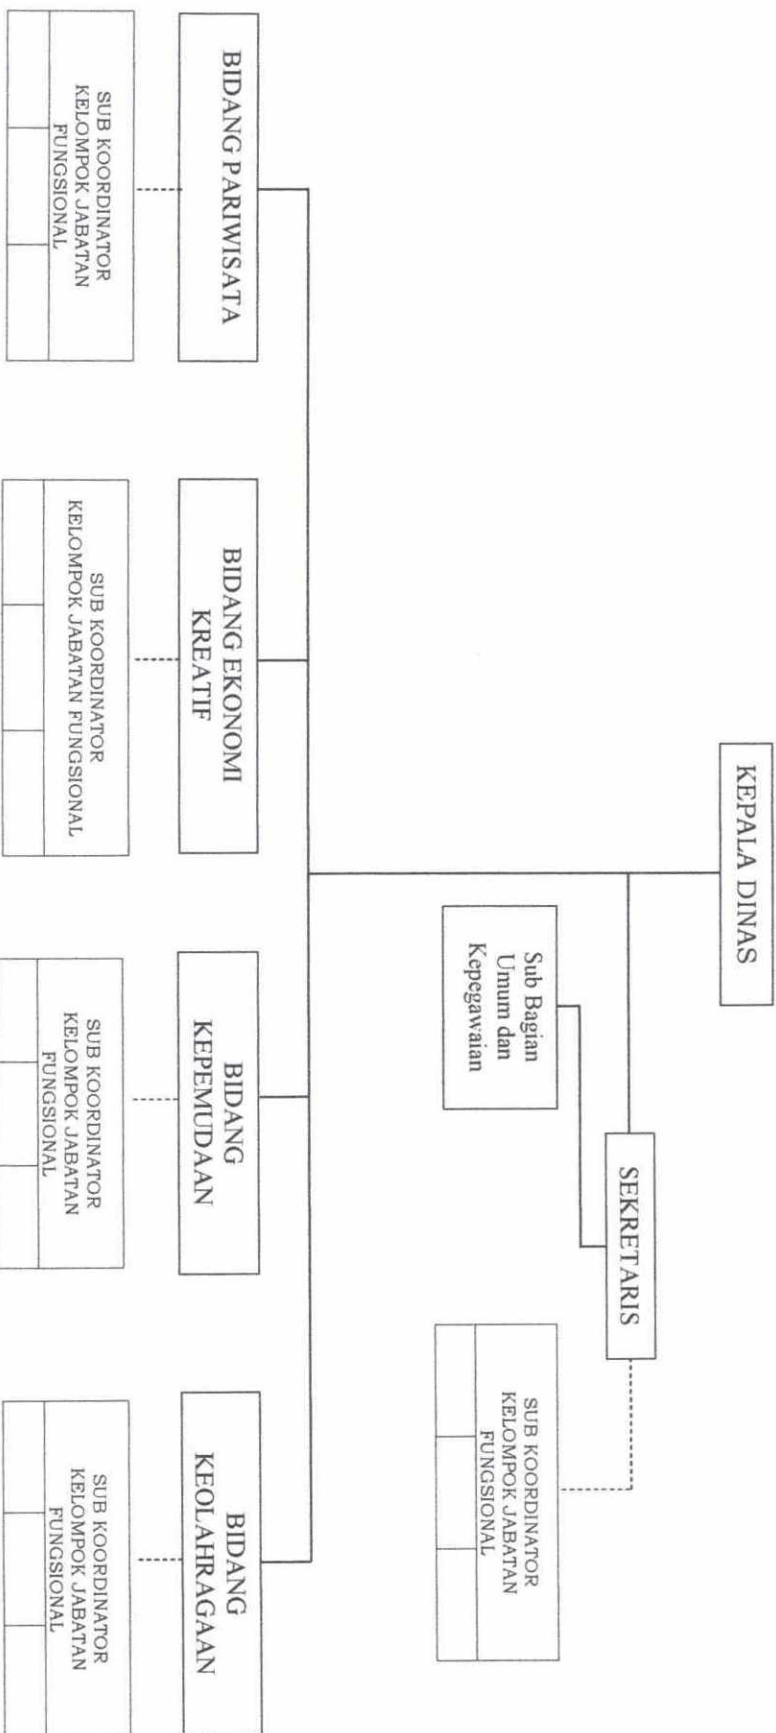 KEPALA DINAS
SEKRETARIS
Sub Bagian
Umum dan
Kepegawaian
SUB KOORDINATOR
KELOMPOK JABATAN
FUNGSIONAL
BIDANG PARIWISATA
BIDANG EKONOMI
KREATIF
BIDANG
KEPEMUDAAN
BIDANG
KEOLAHRAGAAN
SUB KOORDINATOR
KELOMPOK JABATAN
FUNGSIONAL
SUB KOORDINATOR
KELOMPOK JABATAN FUNGSIONAL
SUB KOORDINATOR
KELOMPOK JABATAN
FUNGSIONAL
SUB KOORDINATOR
KELOMPOK JABATAN
FUNGSIONAL